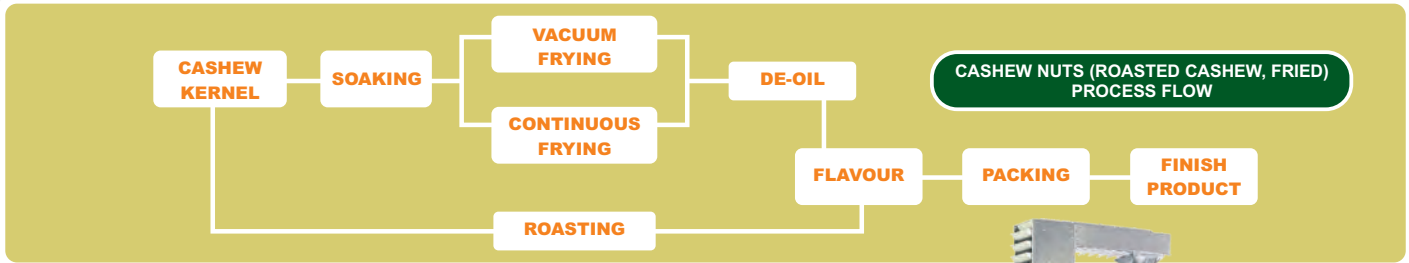 CASHEW
KERNEL
SOAKING
VACUUM
FRYING
CONTINUOUS
FRYING
DE-OIL
CASHEW NUTS (ROASTED CASHEW, FRIED)
PROCESS FLOW
ROASTING
FLAVOUR
PACKING
FINISH
PRODUCT